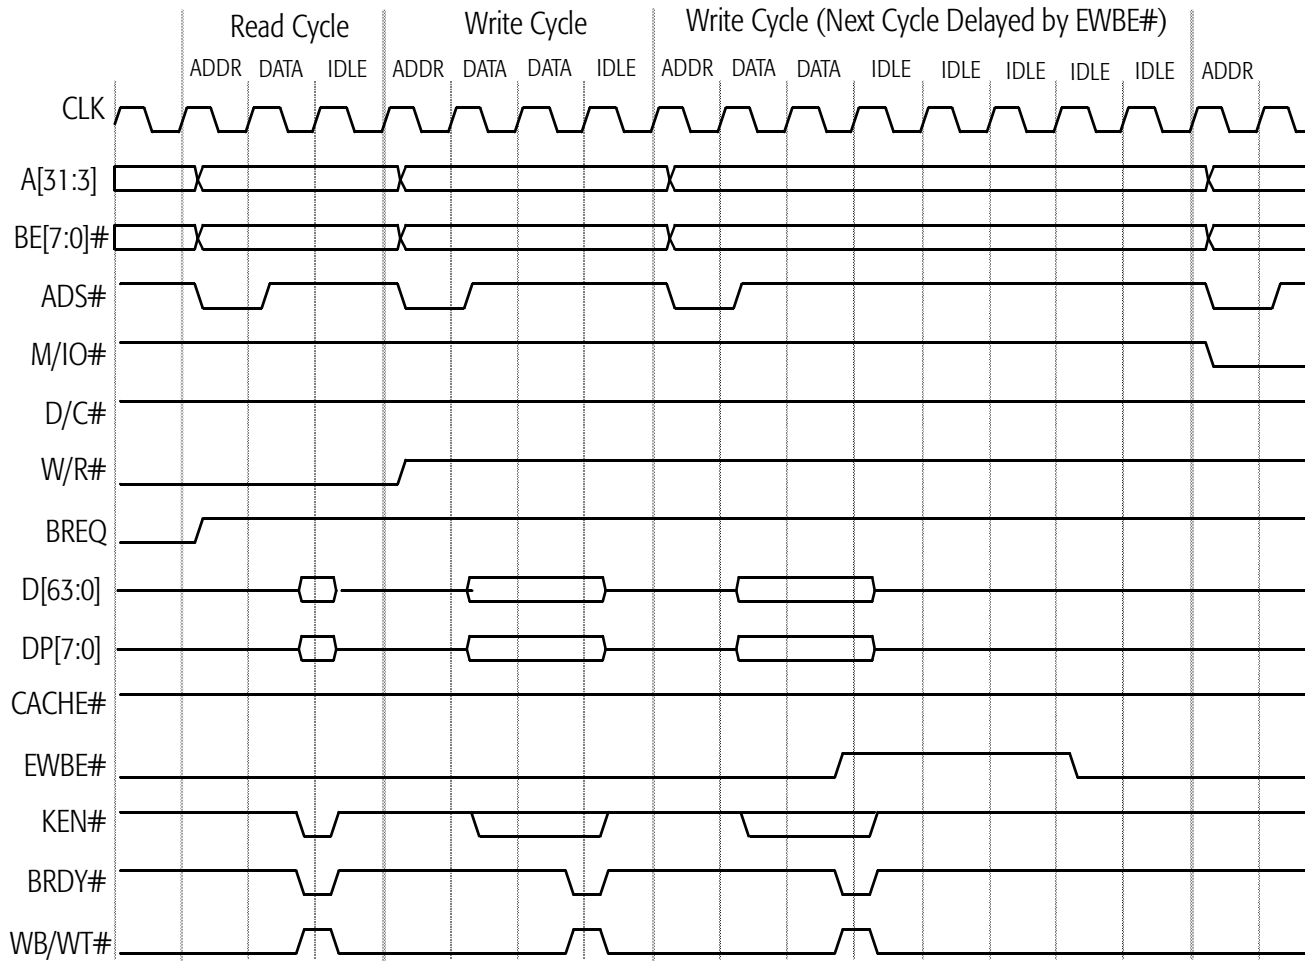 Read Cycle Write Cycle Write Cycle (Next Cycle Delayed by EWBE#)
ADDR DATA IDLE ADDR DATA DATA IDLE ADDR DATA DATA IDLE IDLE IDLE IDLE IDLE ADDR
CLK
A[31:3]
BE[7:0]#
ADS#
M/IO#
D/C#
W/R#
BREQ
D[63:0]
DP[7:0]
CACHE#
EWBE#
KEN#
BRDY#
WB/WT#